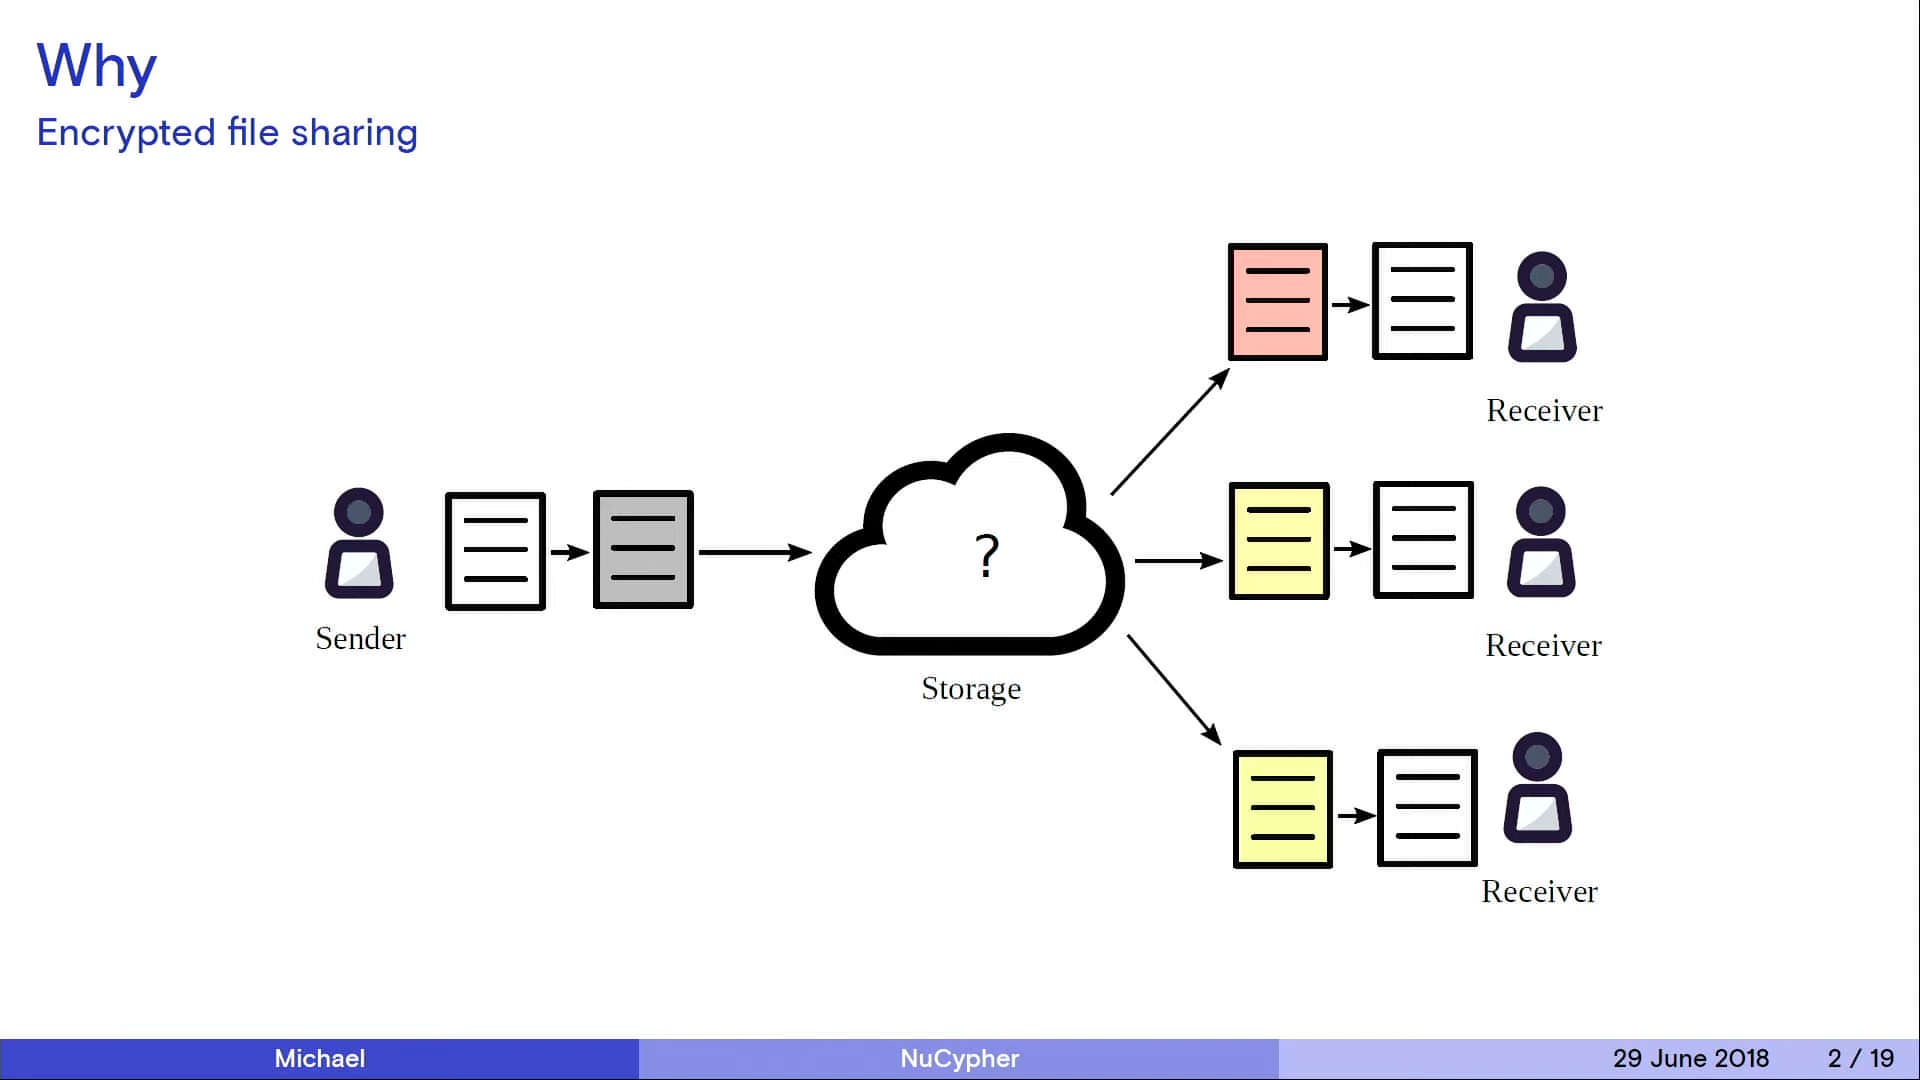 Why
Encrypted file sharing
Receiver
?
Sender
Storage
Receiver
Receiver
Michael
NuCypher
29 June 2018
2 / 19